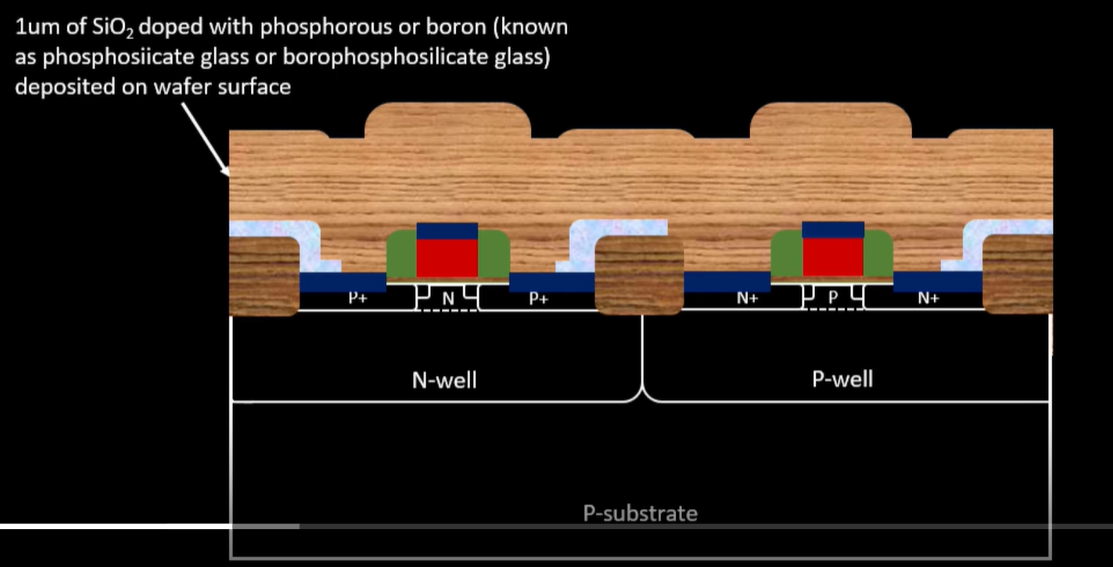 1um of SiO₂ doped with phosphorous or boron (known
as phosphosiicate glass or borophosphosilicate glass)
deposited on wafer surface
P+
N
P+
N+
P
N+
N-well
P-well
P-substrate